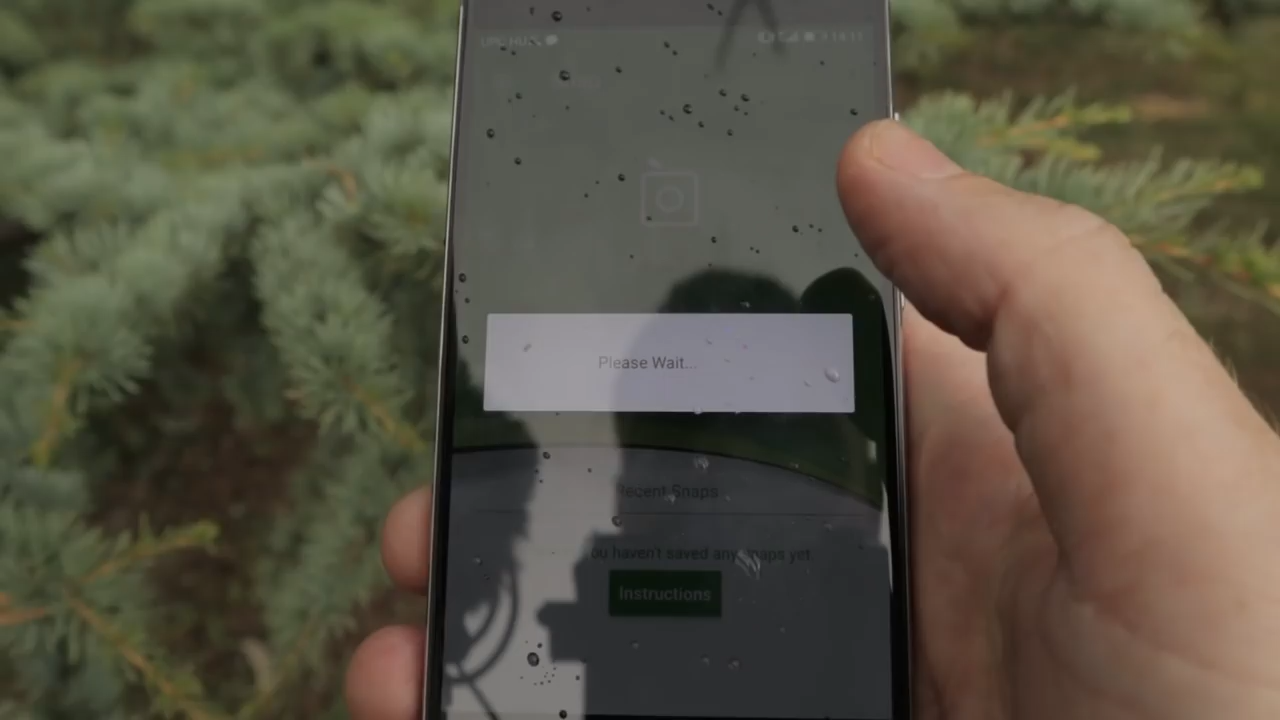 Please Wait...
Recent Snaps
You haven't saved any snaps yet
Instructions